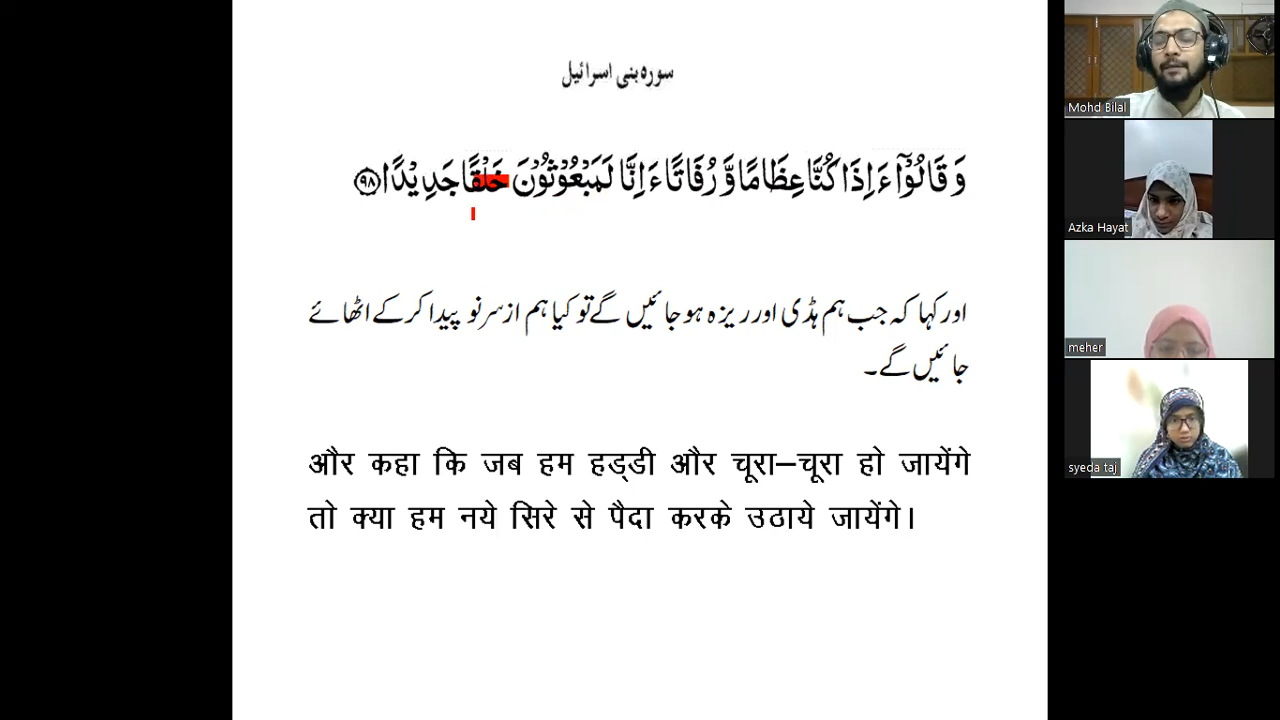 سورہ بنی اسرائیل
وَ قَالُوْۤا ءَ اِذَا كُنَّا عِظَامًا وَّ رُفَاتًا ءَ اِنَّا لَمَبْعُوْثُوْنَ خَلْقًا جَدِیْدًا ﴿۹۸﴾
اور کہا کہ جب ہم ہڈی اور ریزہ ہو جائیں گے تو کیا ہم از سر نو پیدا کر کے اٹھائے
جائیں گے۔
और कहा कि जब हम हड्डी और चूरा–चूरा हो जायेंगे
तो क्या हम नये सिरे से पैदा करके उठाये जायेंगे।
Mohd Bilal
Azka Hayat
meher
syeda taj